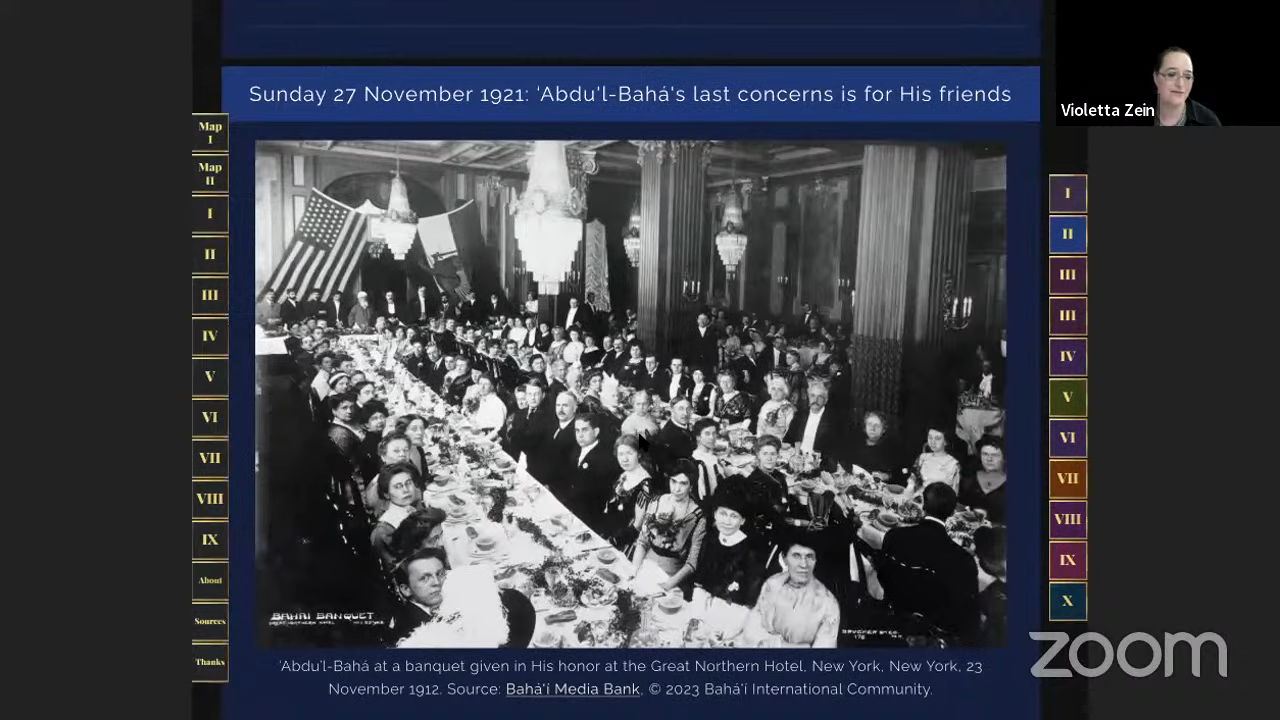 Sunday 27 November 1921: ‘Abdu'l-Bahá's last concerns is for His friends
Violetta Zein
Map
I
Map
II
I
II
III
IV
V
VI
VII
VIII
IX
About
Sources
Thanks
BAHAI BANQUET
GREAT NORTHERN HOTEL
I
II
III
III
IV
V
VI
VII
VIII
IX
X
'Abdu'l-Bahá at a banquet given in His honor at the Great Northern Hotel, New York, New York, 23
November 1912. Source: Bahá'í Media Bank, © 2023 Bahá'í International Community.
zoom